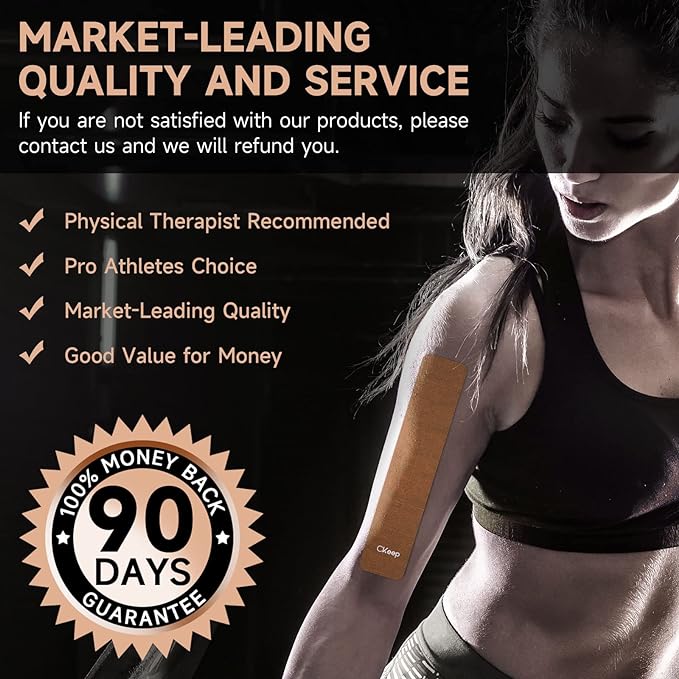 MARKET-LEADING
QUALITY AND SERVICE
If you are not satisfied with our products, please
contact us and we will refund you.
Physical Therapist Recommended
Pro Athletes Choice
Market-Leading Quality
Good Value for Money
100% MONEY BACK
90
DAYS
GUARANTEE
CKeep